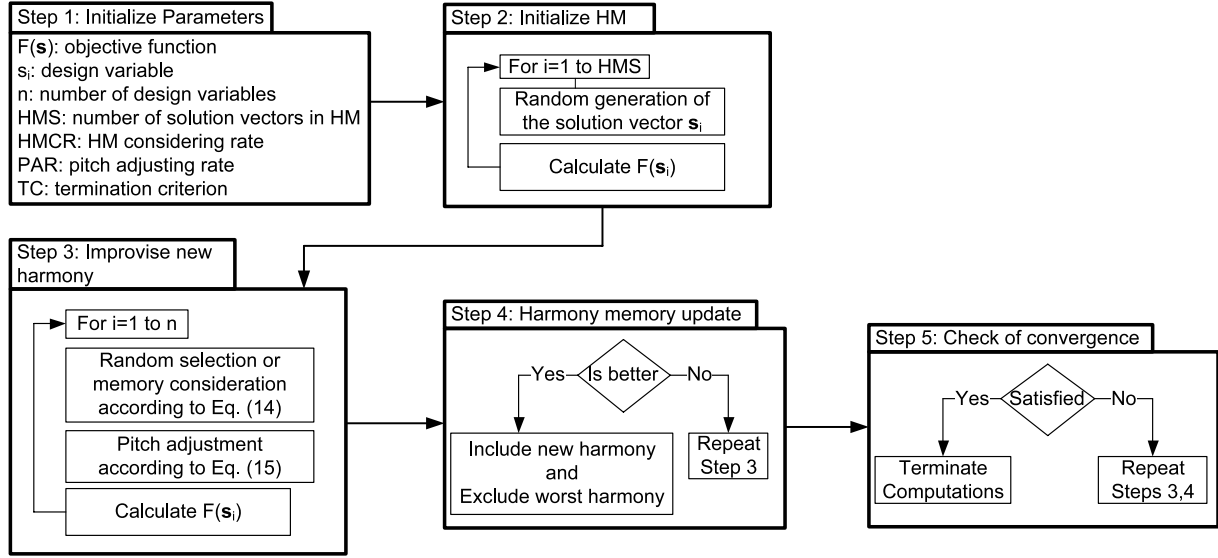 Step 1: Initialize Parameters
F(s): objective function
si: design variable
n: number of design variables
HMS: number of solution vectors in HM
HMCR: HM considering rate
PAR: pitch adjusting rate
TC: termination criterion
Step 2: Initialize HM
For i=1 to HMS
Random generation of
the solution vector si
Calculate F(si)
Step 3: Improvise new
harmony
For i=1 to n
Random selection or
memory consideration
according to Eq. (14)
Pitch adjustment
according to Eq. (15)
Calculate F(si)
Step 4: Harmony memory update
Yes Is better No
Include new harmony
and
Exclude worst harmony
Repeat
Step 3
Step 5: Check of convergence
Yes Satisfied No
Terminate
Computations
Repeat
Steps 3,4